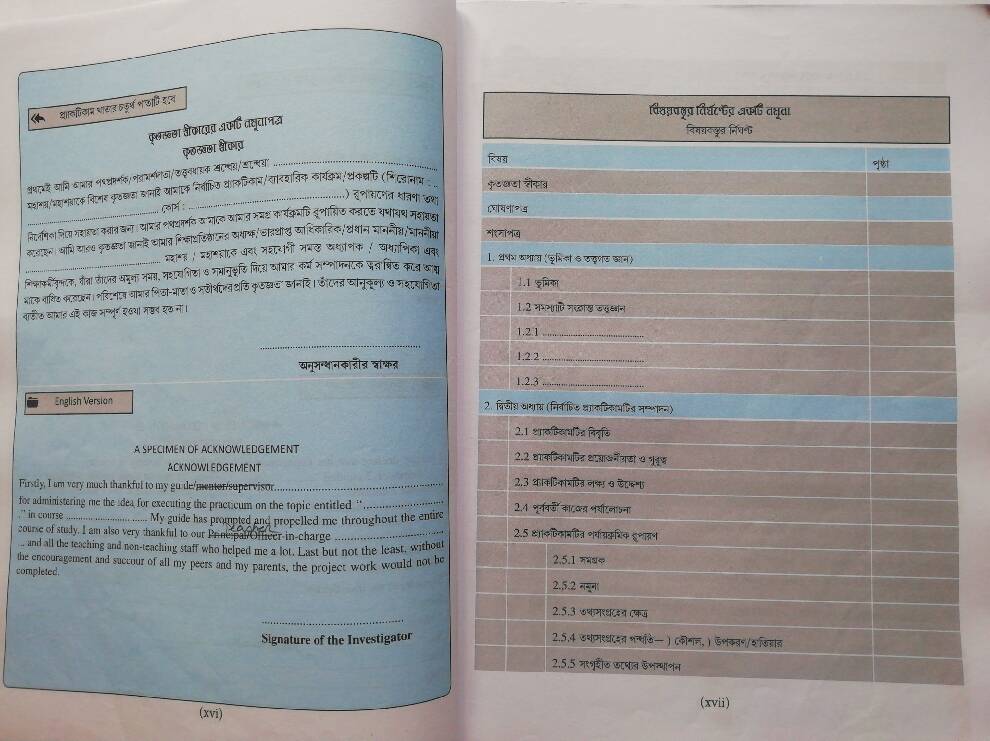 প্র্যাকটিকাম খাতার চতুর্থ পাতাটি হবে
কৃতজ্ঞতা স্বীকারের একটি নমুনাপত্র
কৃতজ্ঞতা স্বীকার
প্রথমেই আমি আমার পথপ্রদর্শক/পরামর্শদাতা/তত্ত্বাবধায়ক শ্রদ্ধেয়/শ্রদ্ধেয়া ..............................
মহাশয়/মহাশয়াকে বিশেষ কৃতজ্ঞতা জানাই আমাকে নির্বাচিত প্র্যাকটিকাম/ব্যাবহারিক কার্যক্রম/প্রকল্পটি (শিরোনাম : ..
.............................. কোর্স : ..............................) রূপায়ণের ধারণা তথা
নির্দেশিকা দিয়ে সহায়তা করার জন্য। আমার পথপ্রদর্শক আমাকে আমার সমগ্র কার্যক্রমটি রূপায়িত করতে যথাযথ সহায়তা
করেছেন। আমি আরও কৃতজ্ঞতা জানাই আমার শিক্ষাপ্রতিষ্ঠানের অধ্যক্ষ/ভারপ্রাপ্ত আধিকারিক/প্রধান মাননীয়/মাননীয়া
.............................. মহাশয় / মহাশয়াকে এবং সহযোগী সমস্ত অধ্যাপক / অধ্যাপিকা এবং
শিক্ষাকর্মীবৃন্দকে, যাঁরা তাঁদের অমূল্য সময়, সহযোগিতা ও সমানুভূতি দিয়ে আমার কর্ম সম্পাদনকে ত্বরান্বিত করে আমা
মাকে বাধিত করেছেন। পরিশেষে আমার পিতা-মাতা ও সতীর্থদের প্রতি কৃতজ্ঞতা জানাই। তাঁদের আনুকূল্য ও সহযোগিতা
ব্যতীত আমার এই কাজ সম্পূর্ণ হওয়া সম্ভব হত না।
..............................
অনুসন্ধানকারীর স্বাক্ষর
English Version
A SPECIMEN OF ACKNOWLEDGEMENT
ACKNOWLEDGEMENT
Firstly, I am very much thankful to my guide/mentor/supervisor..............................
for administering me the idea for executing the practicum on the topic entitled "....................
." in course .............................. My guide has prompted and propelled me throughout the entire
teacher
course of study. I am also very thankful to our Principal/Officer-in-charge ..............................
... and all the teaching and non-teaching staff who helped me a lot. Last but not the least, without
the encouragement and succour of all my peers and my parents, the project work would not be
completed.
..............................
Signature of the Investigator
(xvi)
বিষয়বস্তুর নির্ঘণ্টের একটি নমুনা
বিষয়বস্তুর নির্ঘণ্ট
বিষয় পৃষ্ঠা
কৃতজ্ঞতা স্বীকার
ঘোষণাপত্র
শংসাপত্র
1. প্রথম অধ্যায় (ভূমিকা ও তত্ত্বগত জ্ঞান)
1.1 ভূমিকা
1.2 সমস্যাটি সংক্রান্ত তত্ত্বজ্ঞান
1.2.1 ..............................
1.2.2 ..............................
1.2.3 ..............................
2. দ্বিতীয় অধ্যায় (নির্বাচিত প্র্যাকটিকামটির সম্পাদন)
2.1 প্র্যাকটিকামটির বিবৃতি
2.2 প্র্যাকটিকামটির প্রয়োজনীয়তা ও গুরুত্ব
2.3 প্র্যাকটিকামটির লক্ষ্য ও উদ্দেশ্য
2.4 পূর্ববর্তী কাজের পর্যালোচনা
2.5 প্র্যাকটিকামটির পর্যায়ক্রমিক রূপায়ণ
2.5.1 সমগ্রক
2.5.2 নমুনা
2.5.3 তথ্যসংগ্রহের ক্ষেত্র
2.5.4 তথ্যসংগ্রহের পদ্ধতি— ) কৌশল, ) উপকরণ/হাতিয়ার
2.5.5 সংগৃহীত তথ্যের উপস্থাপন
(xvii)